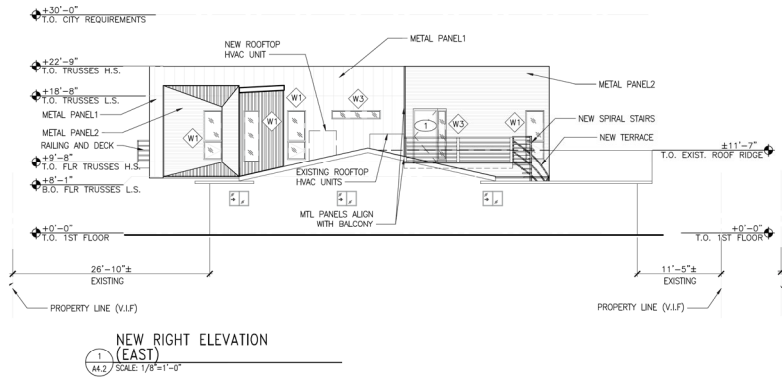 +30'-0"
T.O. CITY REQUIREMENTS
METAL PANEL1
NEW ROOFTOP
HVAC UNIT
+22'-9"
T.O. TRUSSES H.S.
METAL PANEL2
+18'-8"
T.O. TRUSSES L.S.
METAL PANEL1
W1
W3
NEW SPIRAL STAIRS
METAL PANEL2
W1
W1
1
W3
W1
NEW TERRACE
RAILING AND DECK
+9'-8"
T.O. FLR TRUSSES H.S.
±11'-7"
T.O. EXIST. ROOF RIDGE
EXISTING ROOFTOP
HVAC UNITS
+8'-1"
B.O. FLR TRUSSES L.S.
MTL PANELS ALIGN
WITH BALCONY
+0'-0"
T.O. 1ST FLOOR
+0'-0"
T.O. 1ST FLOOR
26'-10"±
EXISTING
11'-5"±
EXISTING
PROPERTY LINE (V.I.F)
PROPERTY LINE (V.I.F)
NEW RIGHT ELEVATION
(EAST)
1
A4.2
SCALE: 1/8"=1'-0"